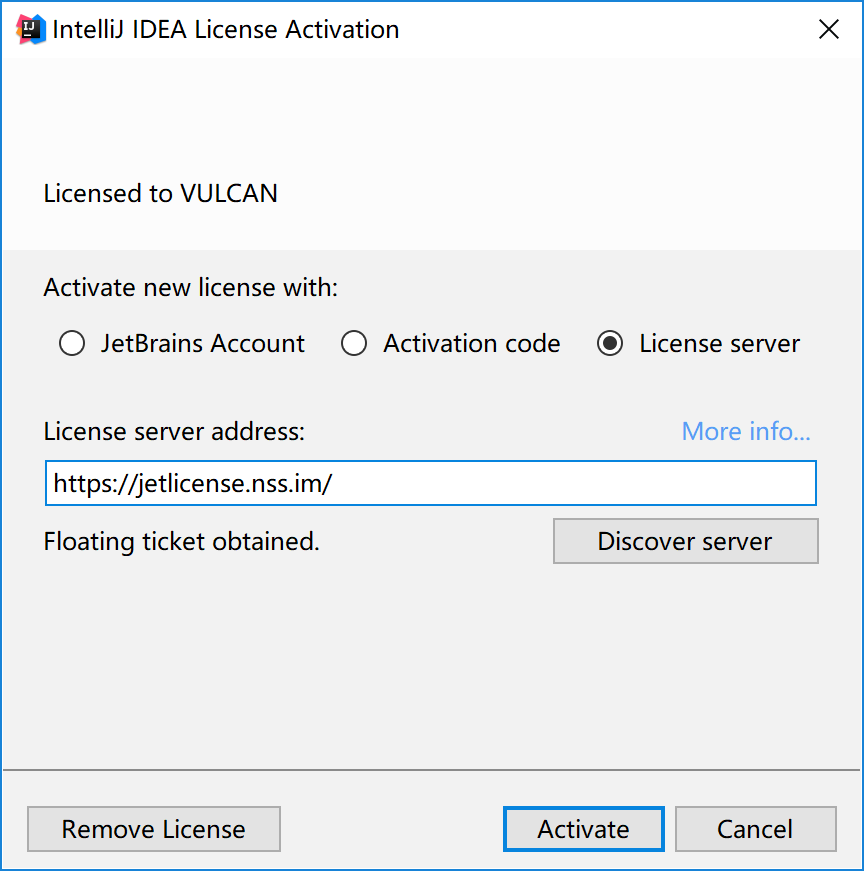 IntelliJ IDEA License Activation
Licensed to VULCAN
Activate new license with:
JetBrains Account Activation code License server
License server address: More info...
https://jetlicense.nss.im/
Floating ticket obtained. Discover server
Remove License Activate Cancel